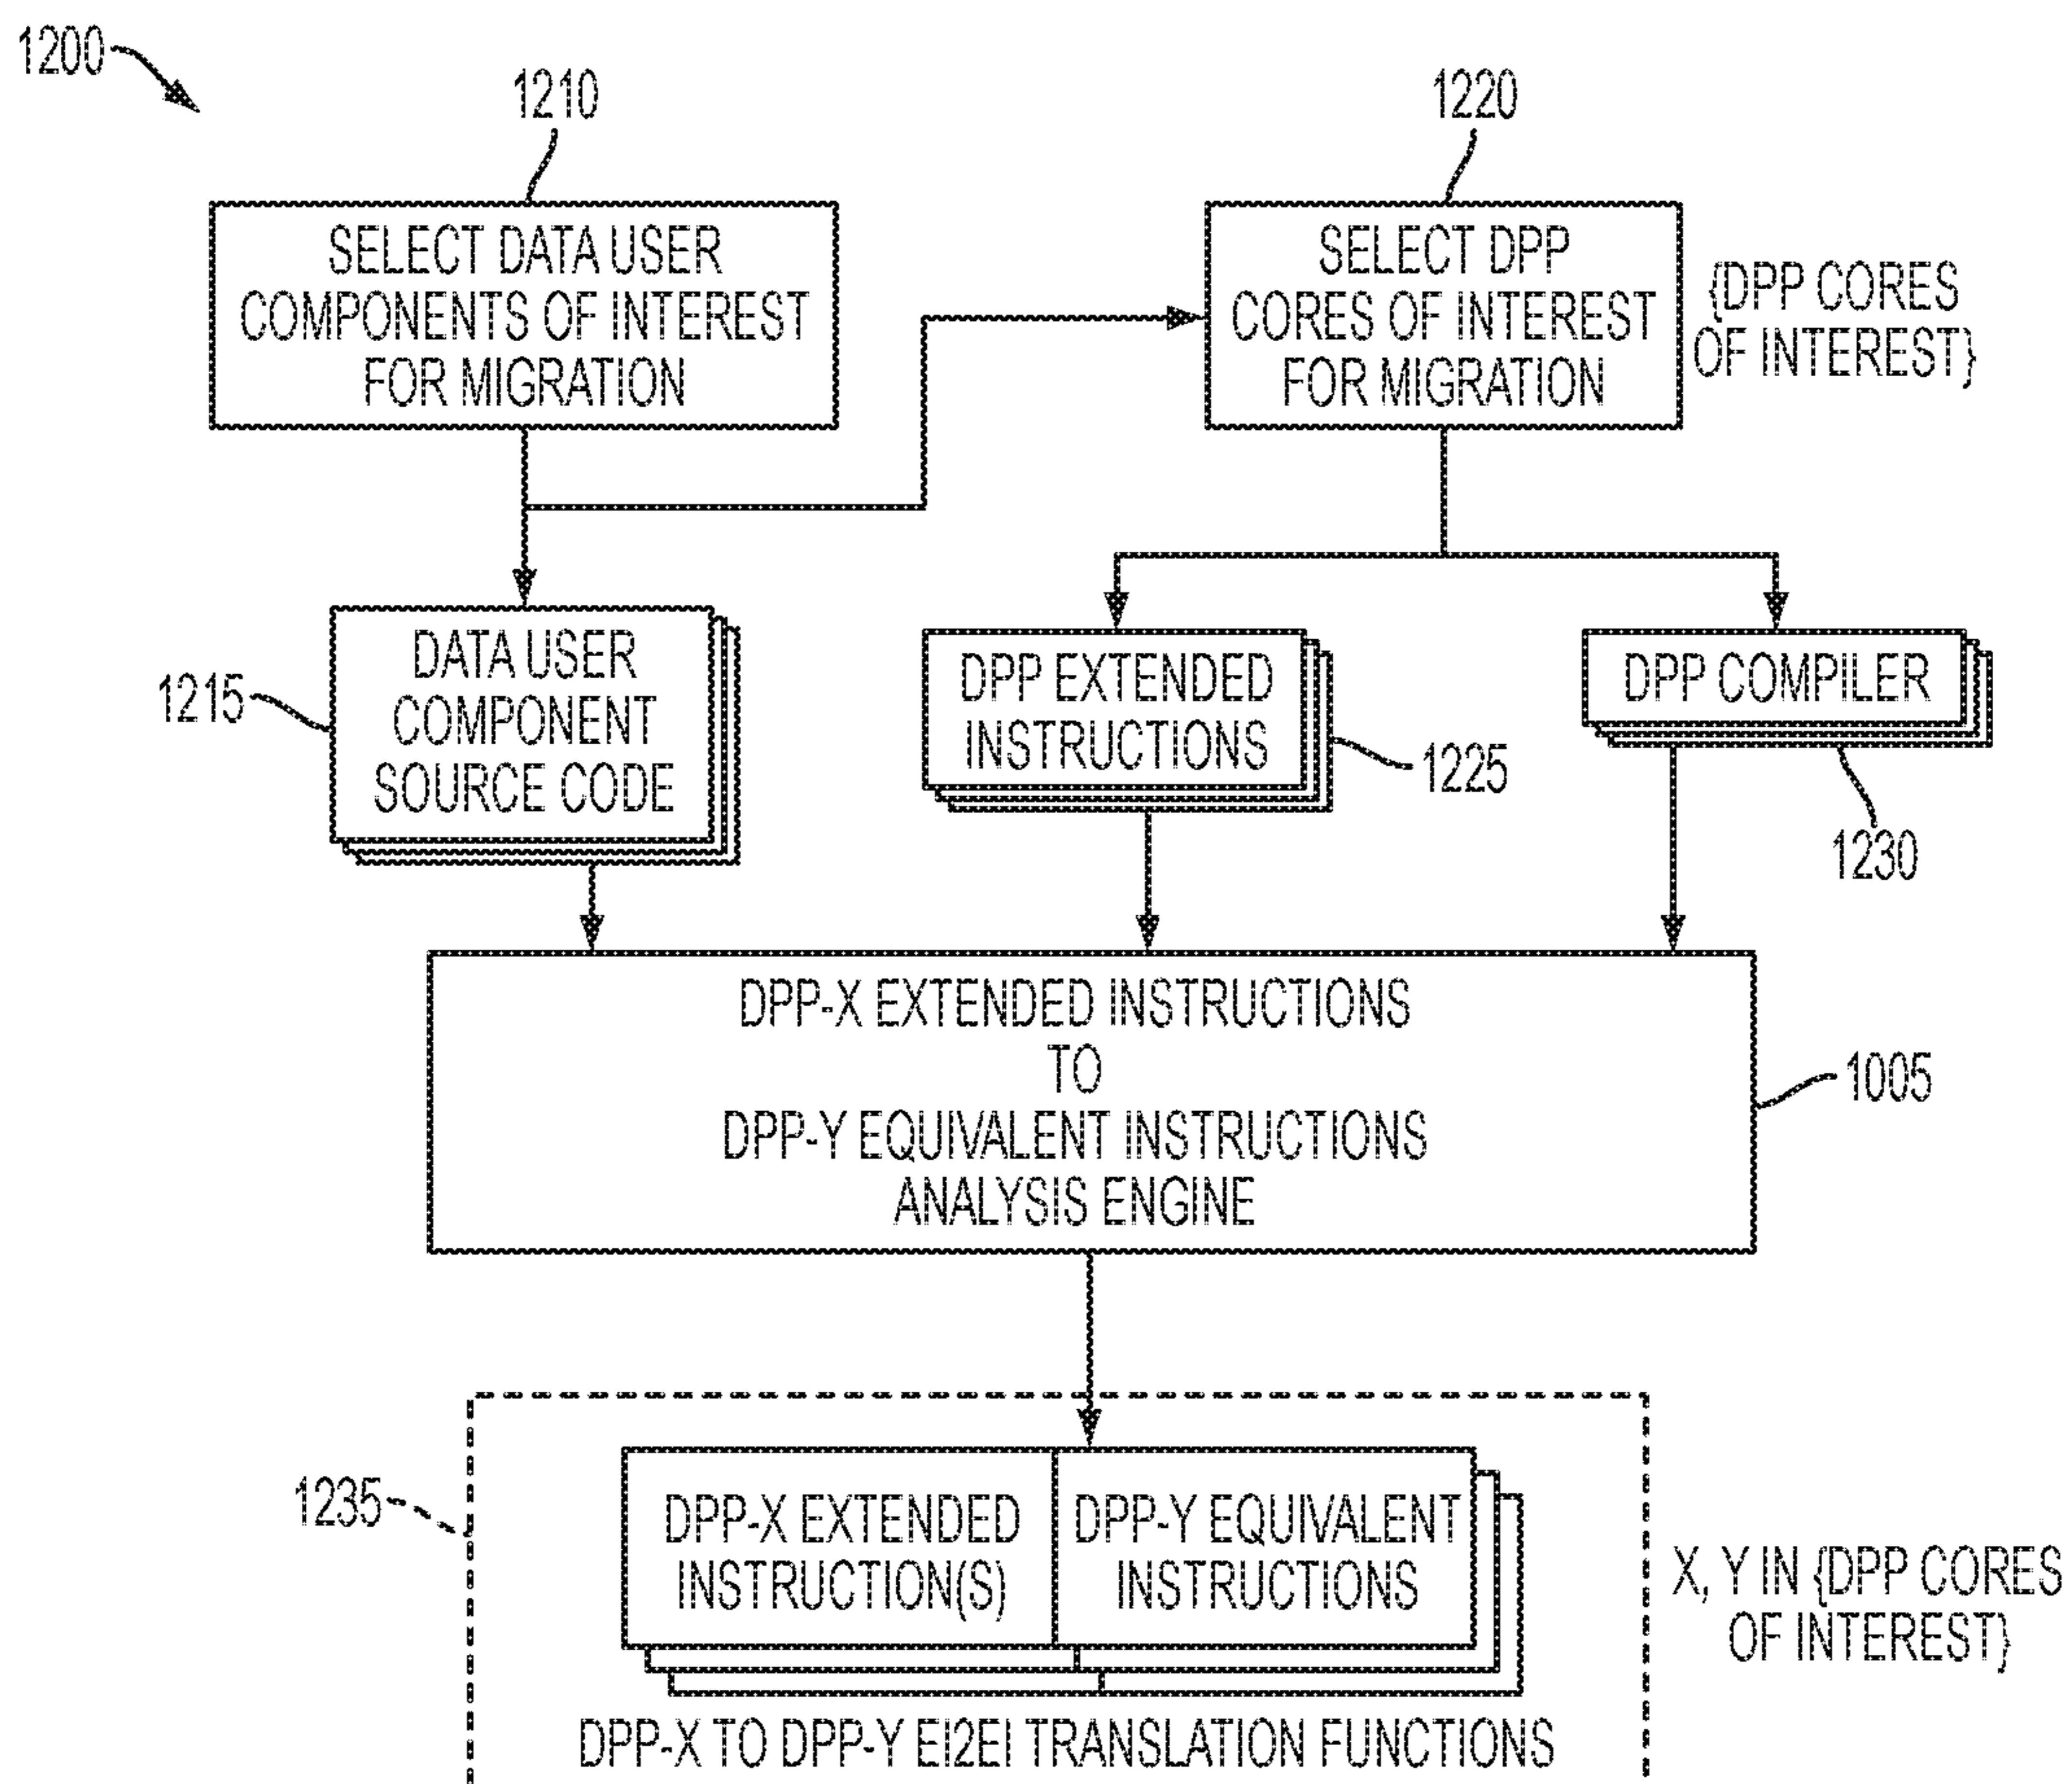 1200
1210
1220
SELECT DATA USER
COMPONENTS OF INTEREST
FOR MIGRATION
SELECT DPP
CORES OF INTEREST
FOR MIGRATION
{DPP CORES
OF INTEREST}
1215
DATA USER
COMPONENT
SOURCE CODE
DPP EXTENDED
INSTRUCTIONS
1225
DPP COMPILER
1230
DPP-X EXTENDED INSTRUCTIONS
TO
DPP-Y EQUIVALENT INSTRUCTIONS
ANALYSIS ENGINE
1005
1235
DPP-X EXTENDED
INSTRUCTION(S)
DPP-Y EQUIVALENT
INSTRUCTIONS
X, Y IN {DPP CORES
OF INTEREST}
DPP-X TO DPP-Y EI2EI TRANSLATION FUNCTIONS